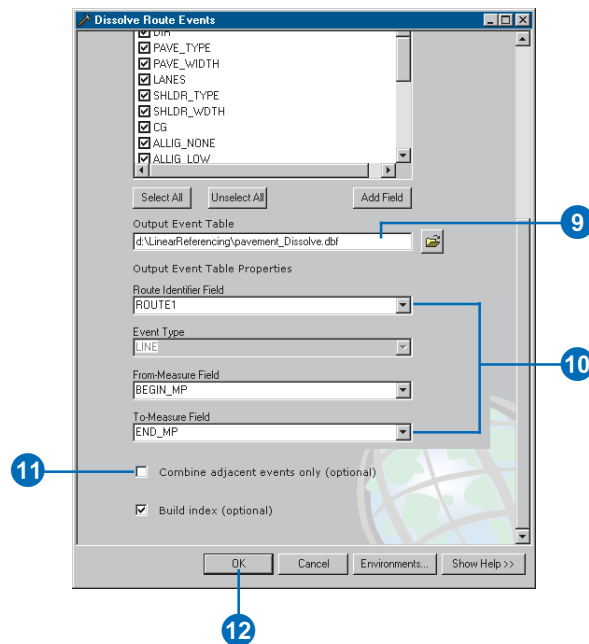 Dissolve Route Events
DIR
PAVE_TYPE
PAVE_WIDTH
LANES
SHLDR_TYPE
SHLDR_WDTH
CG
ALLIG_NONE
ALLIG_LOW
Select All Unselect All Add Field
Output Event Table
d:\LinearReferencing\pavement_Dissolve.dbf
9
Output Event Table Properties
Route Identifier Field
ROUTE1
Event Type
LINE
10
From-Measure Field
BEGIN_MP
To-Measure Field
END_MP
11
Combine adjacent events only (optional)
Build index (optional)
OK Cancel Environments... Show Help >>
12